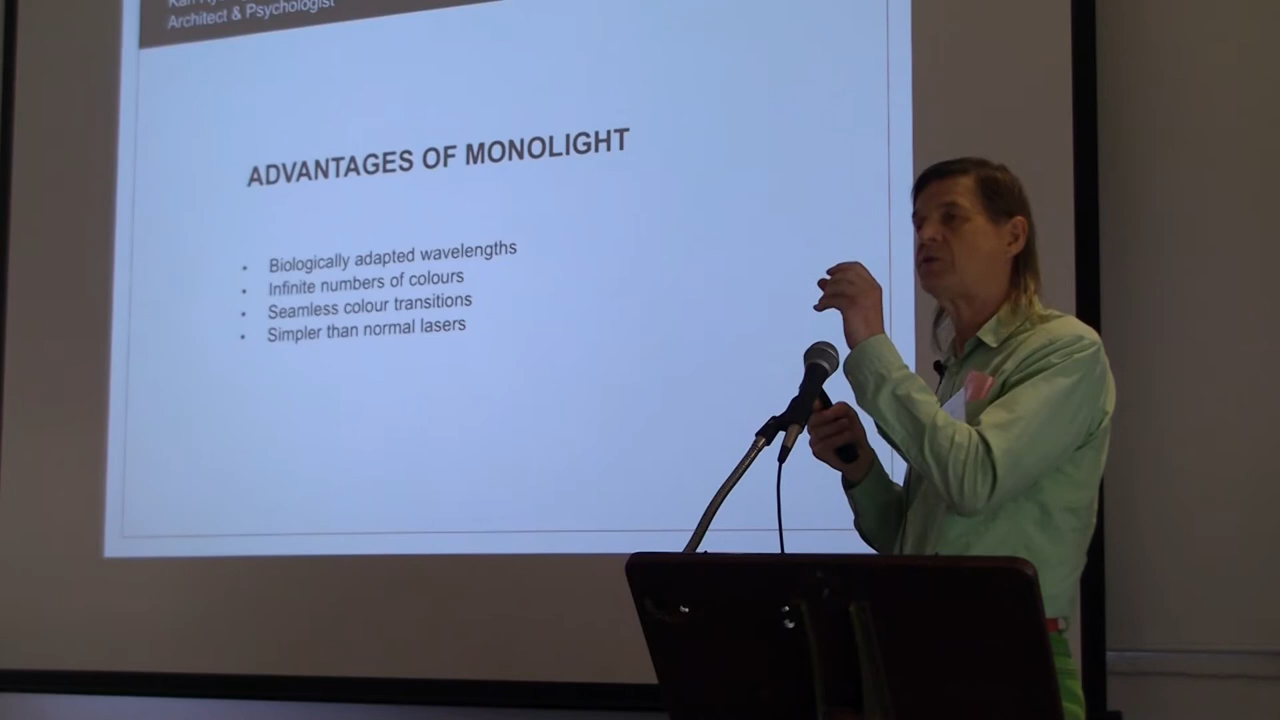 Architect & Psychologist
ADVANTAGES OF MONOLIGHT
• Biologically adapted wavelengths
• Infinite numbers of colours
• Seamless colour transitions
• Simpler than normal lasers